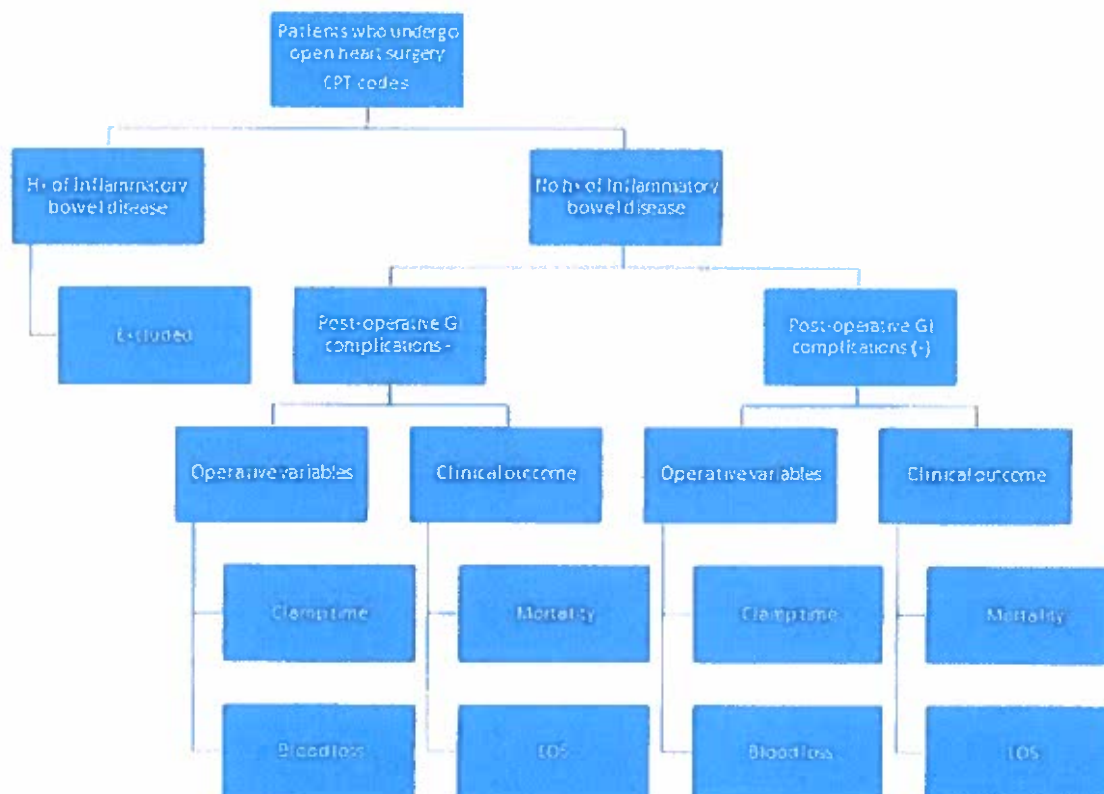 Patients who undergo
open heart surgery
CPT codes
Hx of Inflammatory
bowel disease
No hx of Inflammatory
bowel disease
Excluded
Post-operative GI
complications -
Post-operative GI
complications (-)
Operative variables
Clinical outcome
Operative variables
Clinical outcome
Clamp time
Mortality
Clamp time
Mortality
Blood loss
LOS
Blood loss
LOS